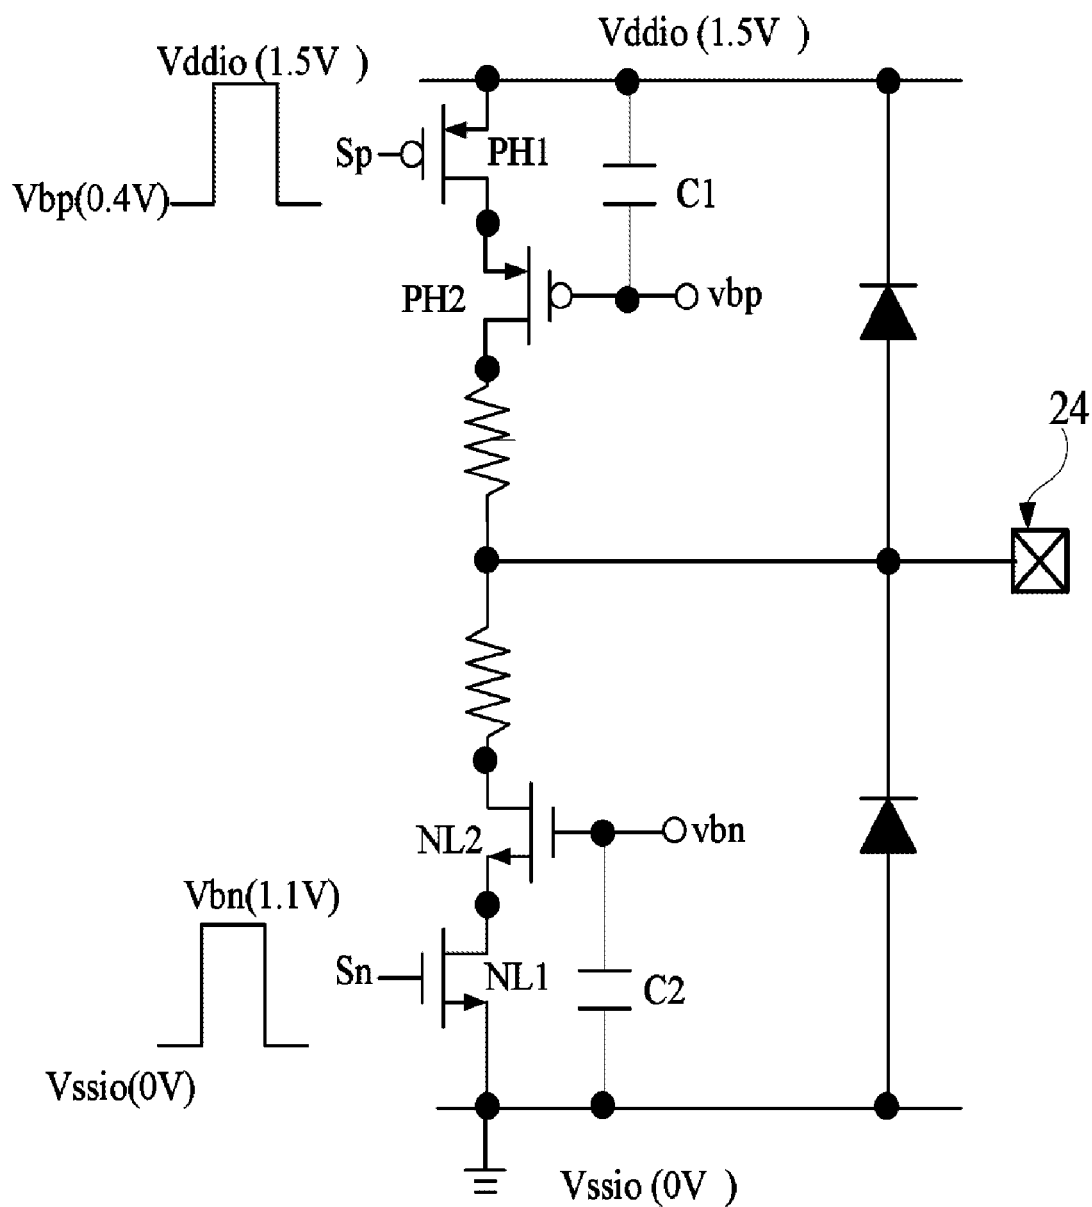 Vddio (1.5V )
Vddio (1.5V )
Sp
PH1
Vbp(0.4V)
C1
PH2
vbp
24
NL2
vbn
Vbn(1.1V)
Sn
NL1
C2
Vssio(0V)
Vssio (0V )